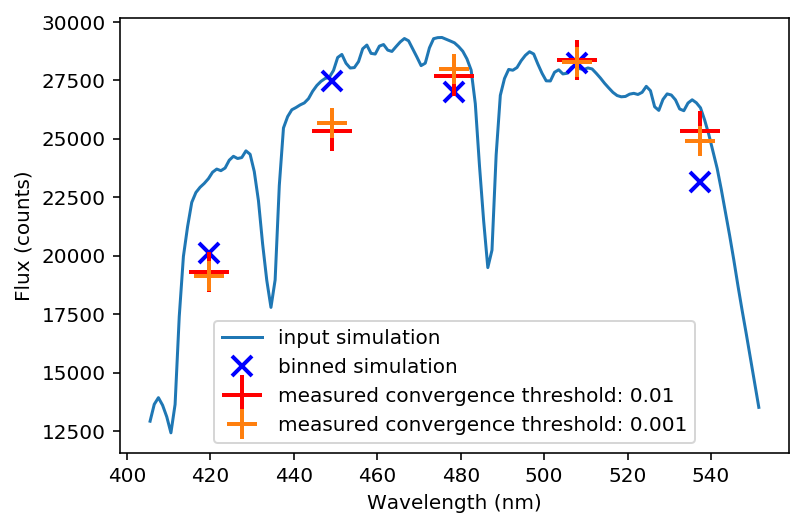 30000
27500
25000
22500
20000
17500
15000
12500
Flux (counts)
input simulation
binned simulation
measured convergence threshold: 0.01
measured convergence threshold: 0.001
400 420 440 460 480 500 520 540
Wavelength (nm)